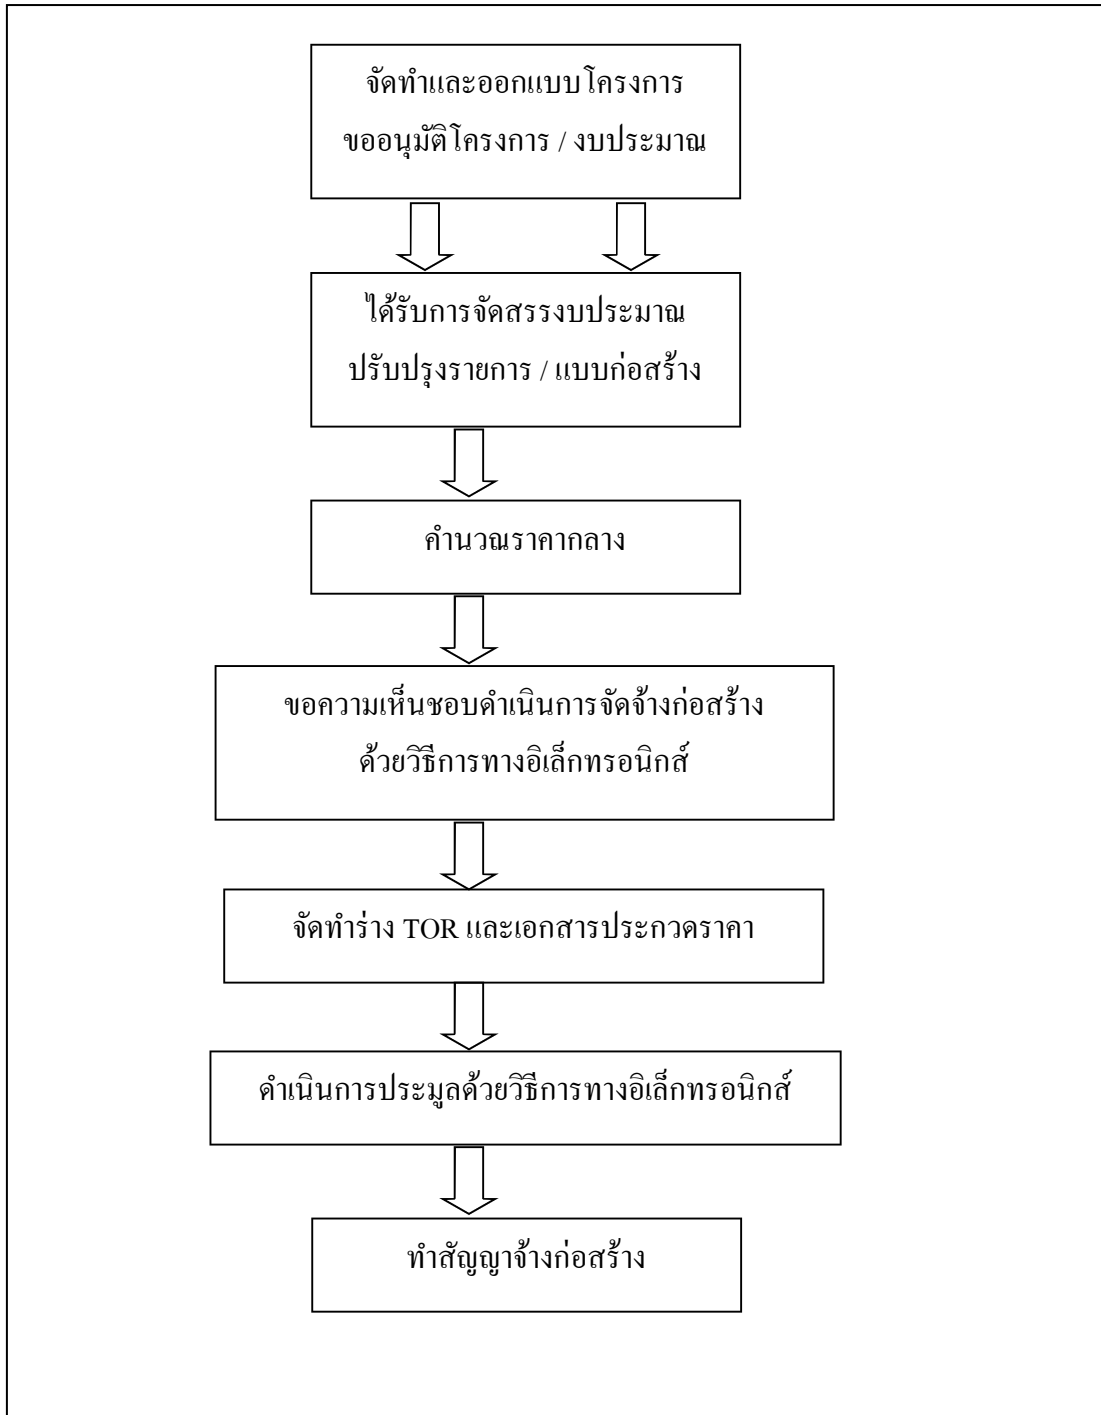 จัดทำและออกแบบโครงการ
ขออนุมัติโครงการ / งบประมาณ
ได้รับการจัดสรรงบประมาณ
ปรับปรุงรายการ / แบบก่อสร้าง
คำนวณราคากลาง
ขอความเห็นชอบดำเนินการจัดจ้างก่อสร้าง
ด้วยวิธีการทางอิเล็กทรอนิกส์
จัดทำร่าง TOR และเอกสารประกวดราคา
ดำเนินการประมูลด้วยวิธีการทางอิเล็กทรอนิกส์
ทำสัญญาจ้างก่อสร้าง